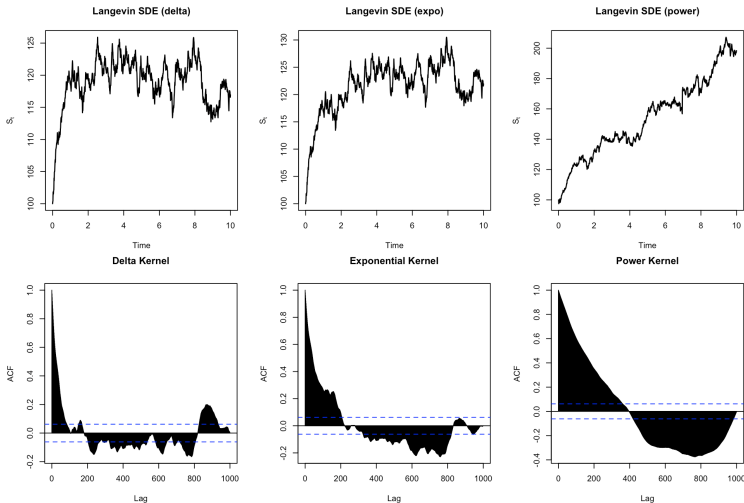 Langevin SDE (delta)
125
120
115
110
105
100
S_t
0 2 4 6 8 10
Time
Langevin SDE (expo)
130
125
120
115
110
105
100
S_t
0 2 4 6 8 10
Time
Langevin SDE (power)
200
180
160
140
120
100
S_t
0 2 4 6 8 10
Time
Delta Kernel
1.0
0.8
0.6
0.4
0.2
0.0
-0.2
ACF
0 200 400 600 800 1000
Lag
Exponential Kernel
1.0
0.8
0.6
0.4
0.2
0.0
-0.2
ACF
0 200 400 600 800 1000
Lag
Power Kernel
1.0
0.8
0.6
0.4
0.2
0.0
-0.2
-0.4
ACF
0 200 400 600 800 1000
Lag